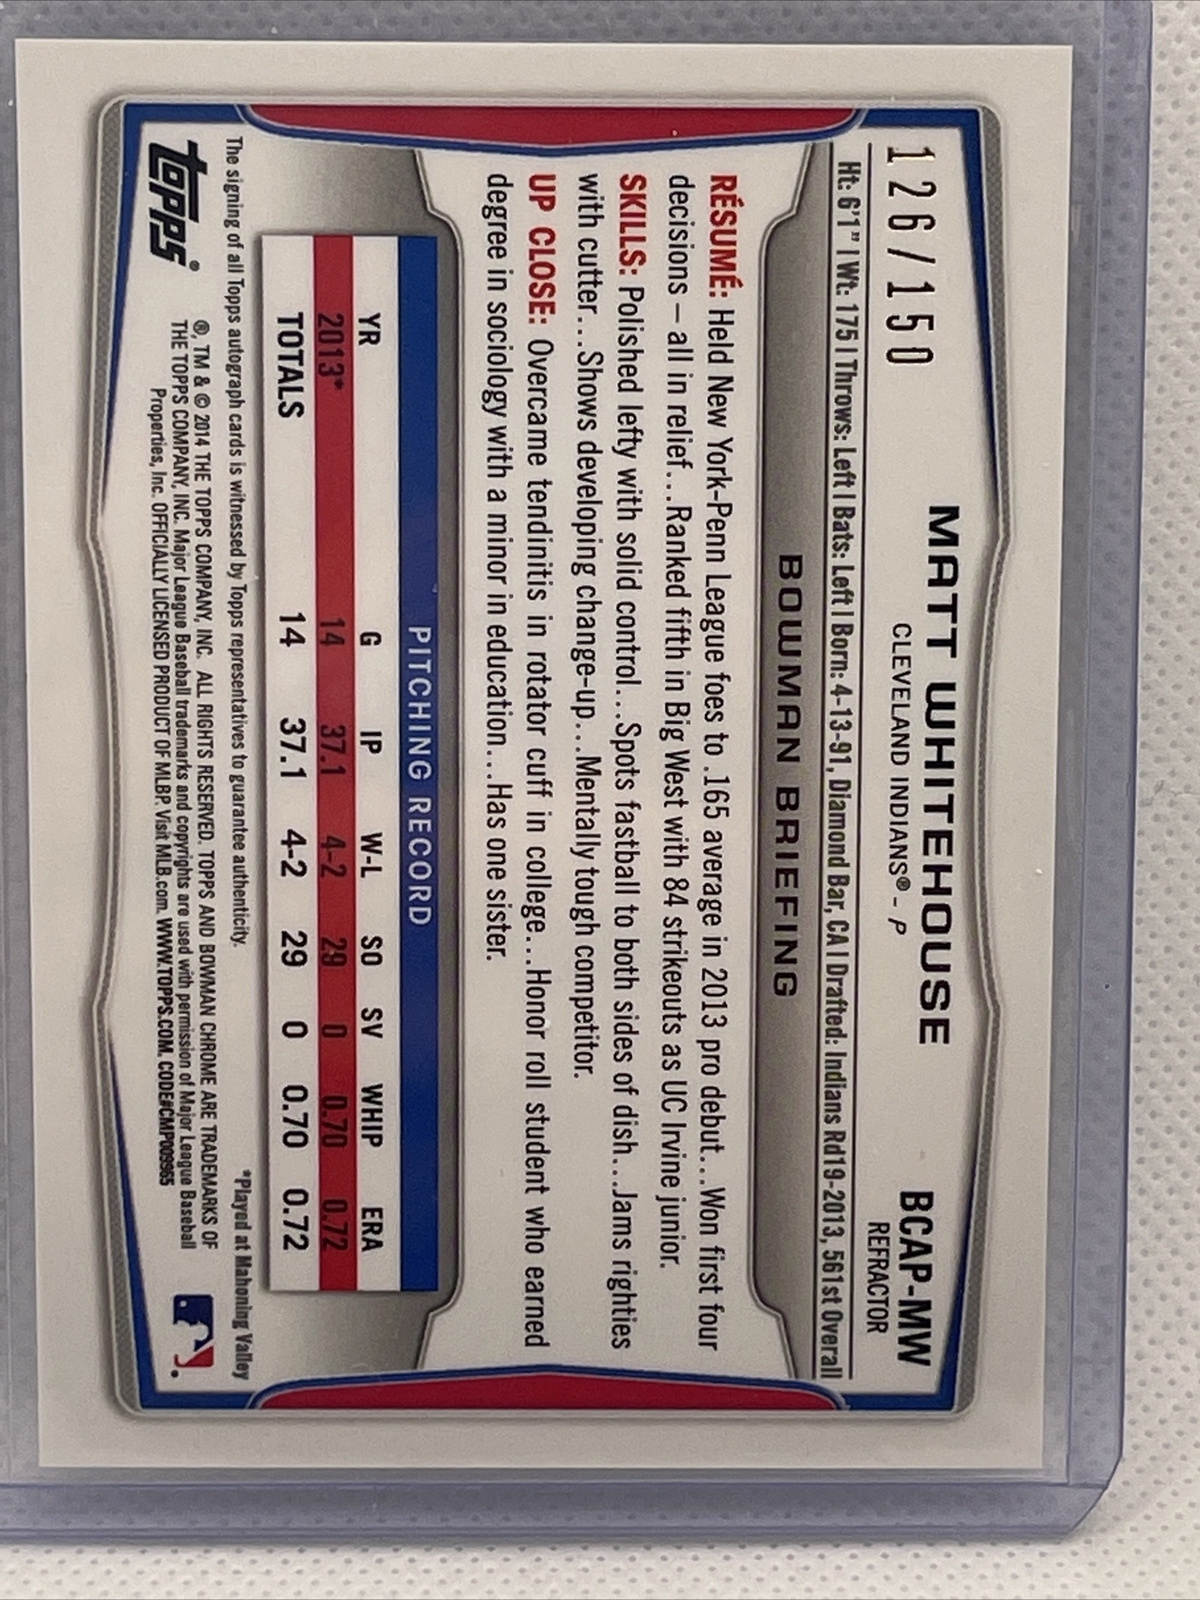 126/150
MATT WHITEHOUSE
BCAP-MW
CLEVELAND INDIANS® - P
REFRACTOR
Ht: 6'1" | Wt: 175 | Throws: Left | Bats: Left | Born: 4-13-91, Diamond Bar, CA | Drafted: Indians Rd19-2013, 561st Overall
BOWMAN BRIEFING
RÉSUMÉ: Held New York-Penn League foes to .165 average in 2013 pro debut...Won first four
decisions – all in relief...Ranked fifth in Big West with 84 strikeouts as UC Irvine junior.
SKILLS: Polished lefty with solid control...Spots fastball to both sides of dish...Jams righties
with cutter...Shows developing change-up...Mentally tough competitor.
UP CLOSE: Overcame tendinitis in rotator cuff in college...Honor roll student who earned
degree in sociology with a minor in education...Has one sister.
PITCHING RECORD
YR G IP W-L SO SV WHIP ERA
2013* 14 37.1 4-2 29 0 0.70 0.72
TOTALS 14 37.1 4-2 29 0 0.70 0.72
*Played at Mahoning Valley
The signing of all Topps autograph cards is witnessed by Topps representatives to guarantee authenticity.
topps®
®, TM & © 2014 THE TOPPS COMPANY, INC. ALL RIGHTS RESERVED. TOPPS AND BOWMAN CHROME ARE TRADEMARKS OF
THE TOPPS COMPANY, INC. Major League Baseball trademarks and copyrights are used with permission of Major League Baseball
Properties, Inc. OFFICIALLY LICENSED PRODUCT OF MLBP. Visit MLB.com. WWW.TOPPS.COM. CODE#CMP009965